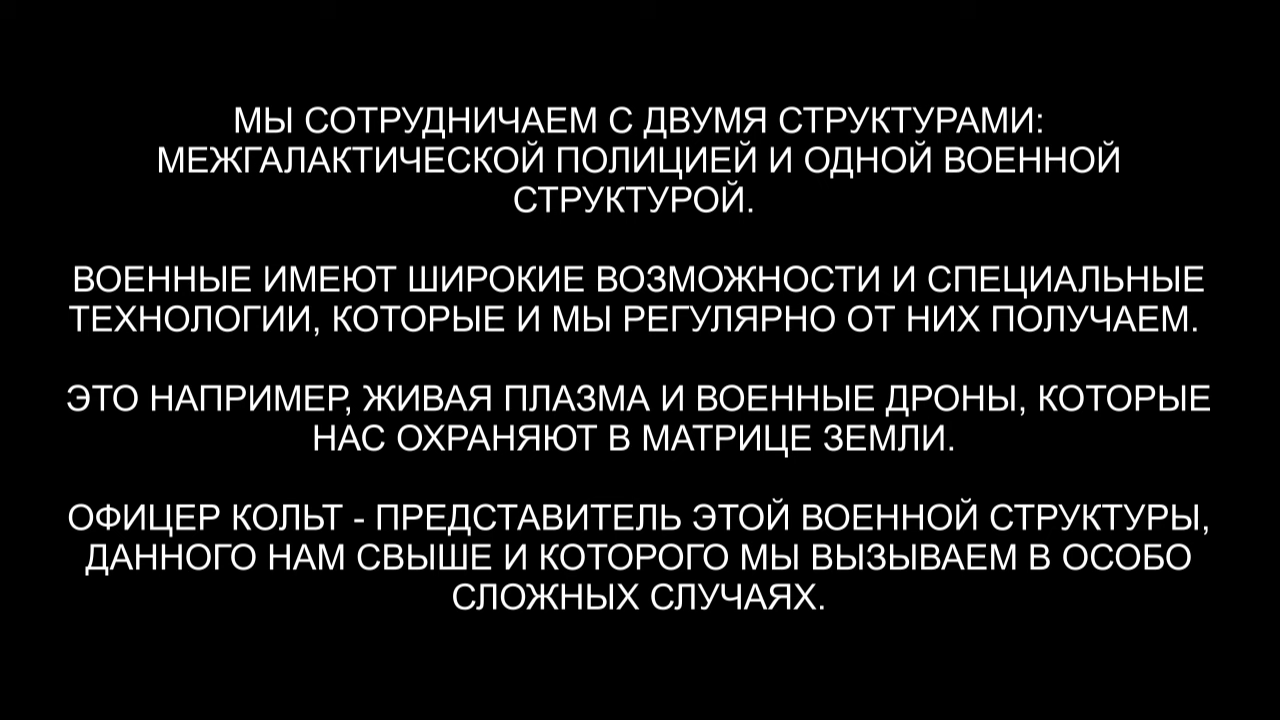 МЫ СОТРУДНИЧАЕМ С ДВУМЯ СТРУКТУРАМИ:
МЕЖГАЛАКТИЧЕСКОЙ ПОЛИЦИЕЙ И ОДНОЙ ВОЕННОЙ
СТРУКТУРОЙ.
ВОЕННЫЕ ИМЕЮТ ШИРОКИЕ ВОЗМОЖНОСТИ И СПЕЦИАЛЬНЫЕ
ТЕХНОЛОГИИ, КОТОРЫЕ И МЫ РЕГУЛЯРНО ОТ НИХ ПОЛУЧАЕМ.
ЭТО НАПРИМЕР, ЖИВАЯ ПЛАЗМА И ВОЕННЫЕ ДРОНЫ, КОТОРЫЕ
НАС ОХРАНЯЮТ В МАТРИЦЕ ЗЕМЛИ.
ОФИЦЕР КОЛЬТ - ПРЕДСТАВИТЕЛЬ ЭТОЙ ВОЕННОЙ СТРУКТУРЫ,
ДАННОГО НАМ СВЫШЕ И КОТОРОГО МЫ ВЫЗЫВАЕМ В ОСОБО
СЛОЖНЫХ СЛУЧАЯХ.